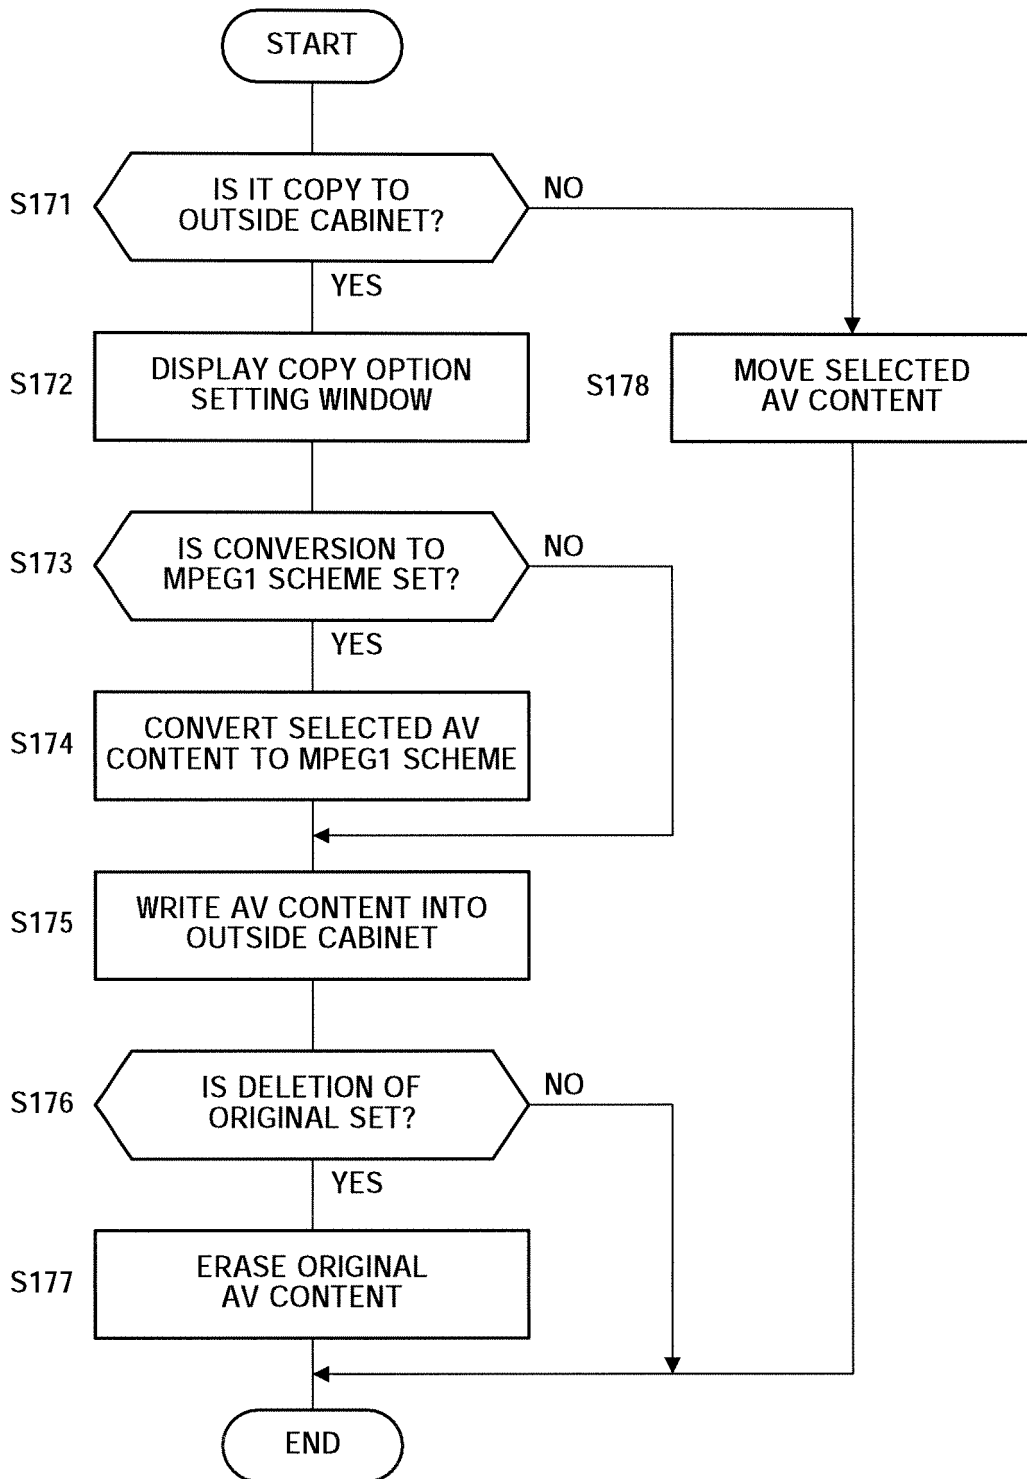 START
S171
IS IT COPY TO
OUTSIDE CABINET?
NO
YES
S172
DISPLAY COPY OPTION
SETTING WINDOW
S178
MOVE SELECTED
AV CONTENT
S173
IS CONVERSION TO
MPEG1 SCHEME SET?
NO
YES
S174
CONVERT SELECTED AV
CONTENT TO MPEG1 SCHEME
S175
WRITE AV CONTENT INTO
OUTSIDE CABINET
S176
IS DELETION OF
ORIGINAL SET?
NO
YES
S177
ERASE ORIGINAL
AV CONTENT
END